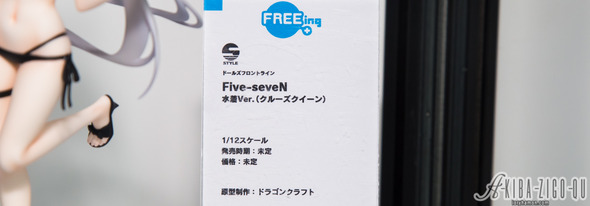 FREEing
S
STYLE
ドールズフロントライン
Five-seveN
水着Ver.（クルーズクイーン）
1/12スケール
発売時期：未定
価格：未定
原型制作：ドラゴンクラフト
AKIBA-ZIGO-QU